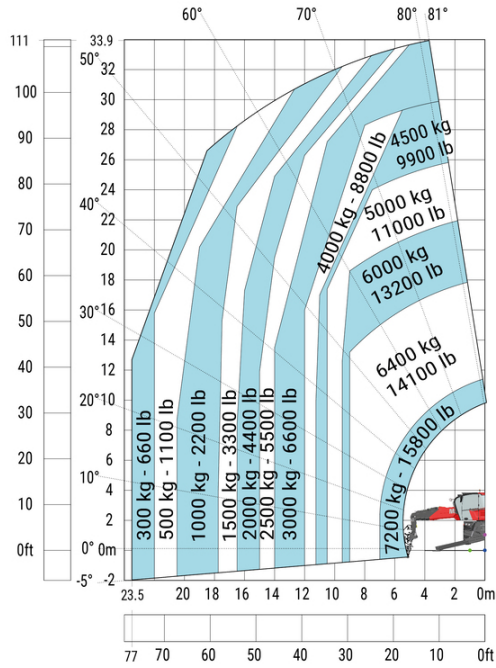 60° 70° 80° 81°
111 33.9
50° 32
100 30
90 28
26
80 24
40° 22
70 20
60 18
30° 16
50 14
40 12
20° 10
30 8
20 6
10° 4
10 2
0ft 0° 0m
-5° -2
4500 kg
9900 lb
4000 kg - 8800 lb
5000 kg
11000 lb
6000 kg
13200 lb
6400 kg
14100 lb
7200 kg - 15800 lb
300 kg - 660 lb
500 kg - 1100 lb
1000 kg - 2200 lb
1500 kg - 3300 lb
2000 kg - 4400 lb
2500 kg - 5500 lb
3000 kg - 6600 lb
23.5 20 18 16 14 12 10 8 6 4 2 0m
77 70 60 50 40 30 20 10 0ft